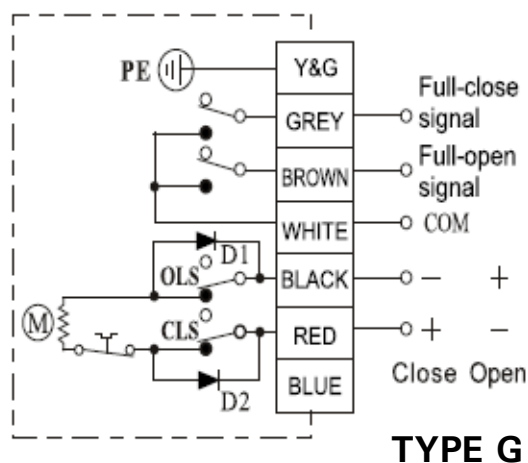 PE Y&G
Full-close
GREY signal
Full-open
BROWN signal
WHITE COM
D1
OLS BLACK − +
M CLS RED + −
Close Open
D2 BLUE
TYPE G